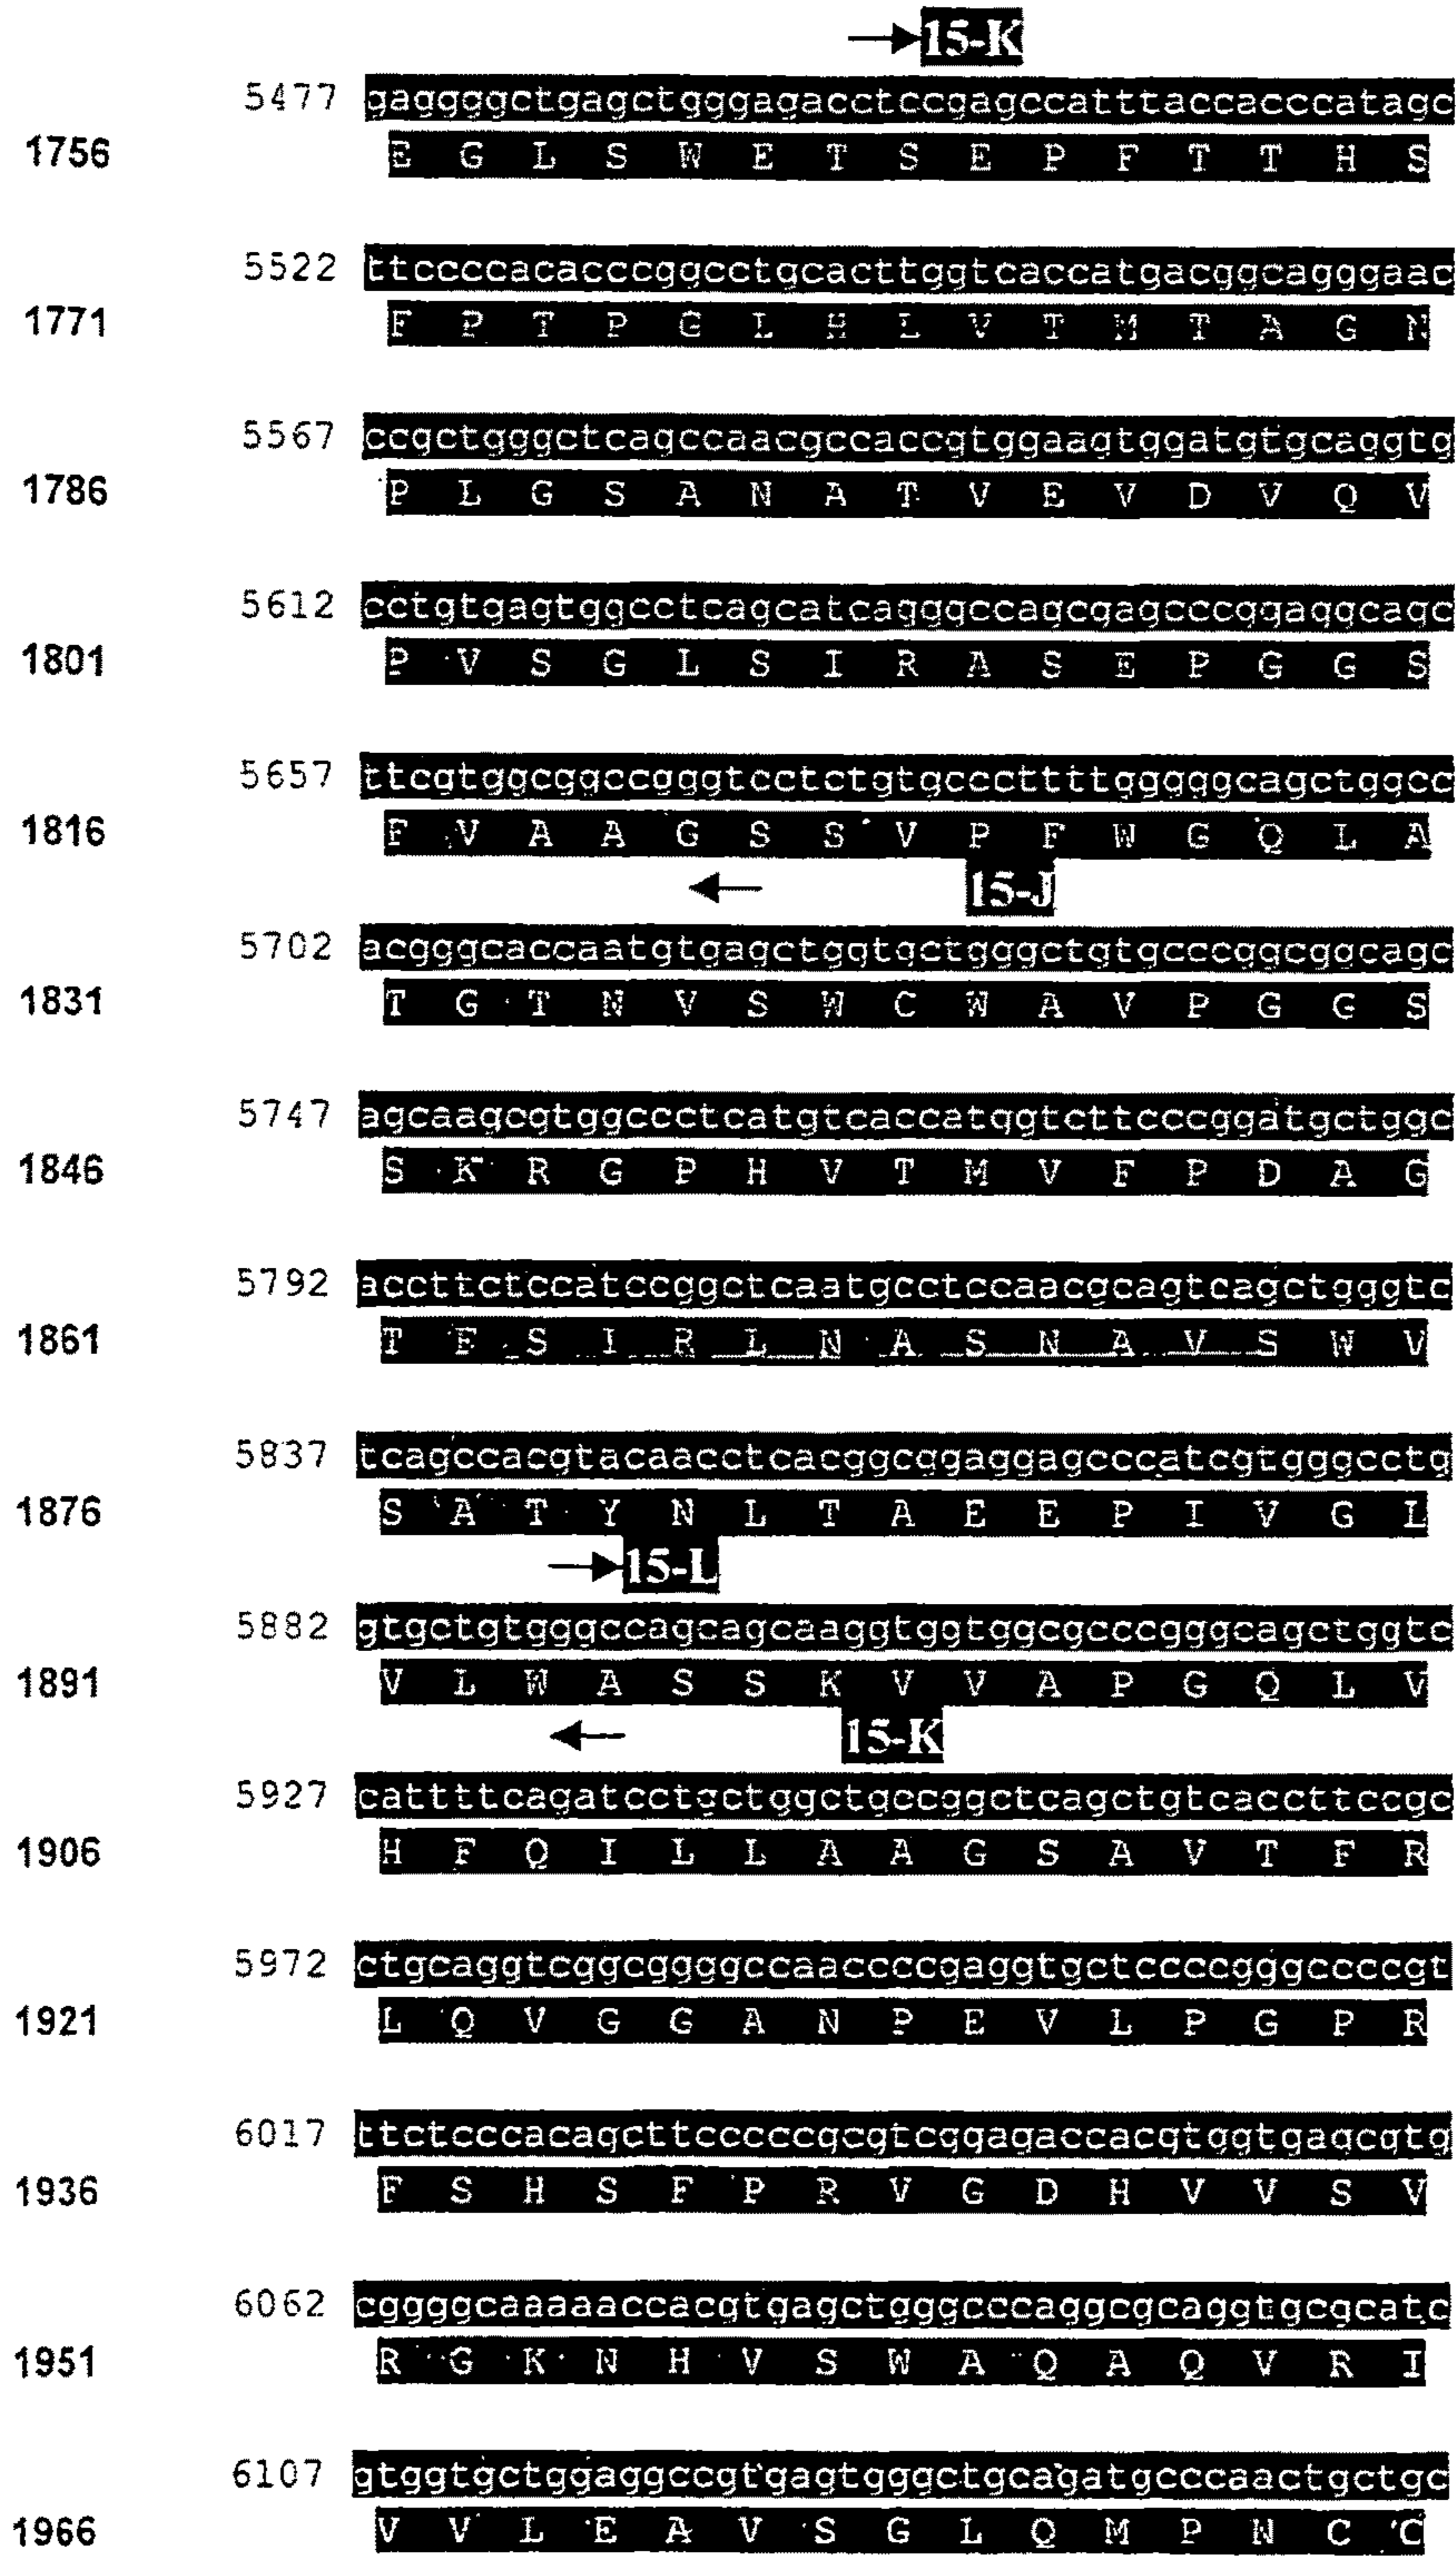 → 15-K
5477 gaggggctgagctgggagacctccgagccatttaccacccatagc
1756 E G L S W E T S E P F T T H S
5522 ttccccacacccggcctgcacttggtcaccatgacggcagggaac
1771 F P T P G L H L V T M T A G N
5567 ccgctgggctcagccaacgccaccgtggaagtggatgtgcaggtg
1786 P L G S A N A T V E V D V Q V
5612 cctgtgagtggcctcagcatcagggccagcgagcccggaggcagc
1801 P V S G L S I R A S E P G G S
5657 ttcgtggcggccgggtcctctgtgcccttttgggggcagctggcc
1816 F V A A G S S V P F W G Q L A
← 15-J
5702 acgggcaccaatgtgagctggtgctgggctgtgcccggcggcagc
1831 T G T N V S W C W A V P G G S
5747 agcaagcgtggccctcatgtcaccatggtcttcccggatgctggc
1846 S K R G P H V T M V F P D A G
5792 accttctccatccggctcaatgcctccaacgcagtcagctgggtc
1861 T F S I R L N A S N A V S W V
5837 tcagccacgtacaacctcacggcggaggagcccatcgtgggcctg
1876 S A T Y N L T A E E P I V G L
→ 15-L
5882 gtgctgtgggccagcagcaaggtggtggcgcccgggcagctggtc
1891 V L W A S S K V V A P G Q L V
← 15-K
5927 cattttcagatcctgctggctgccggctcagctgtcaccttccgc
1906 H F Q I L L A A G S A V T F R
5972 ctgcaggtcggcggggccaaccccgaggtgctccccgggccccgt
1921 L Q V G G A N P E V L P G P R
6017 ttctcccacagcttcccccgcgtcggagaccacgtggtgagcgtg
1936 F S H S F P R V G D H V V S V
6062 cggggcaaaaaccacgtgagctgggcccaggcgcaggtgcgcatc
1951 R G K N H V S W A Q A Q V R I
6107 gtggtgctggaggccgtgagtgggctgcagatgcccaactgctgc
1966 V V L E A V S G L Q M P N C C